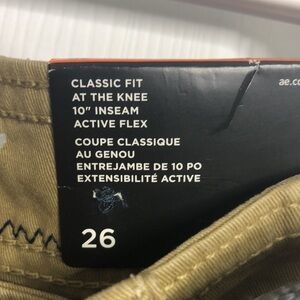 CLASSIC FIT
AT THE KNEE
10" INSEAM
ACTIVE FLEX
COUPE CLASSIQUE
AU GENOU
ENTREJAMBE DE 10 PO
EXTENSIBILITÉ ACTIVE
26
ae.co